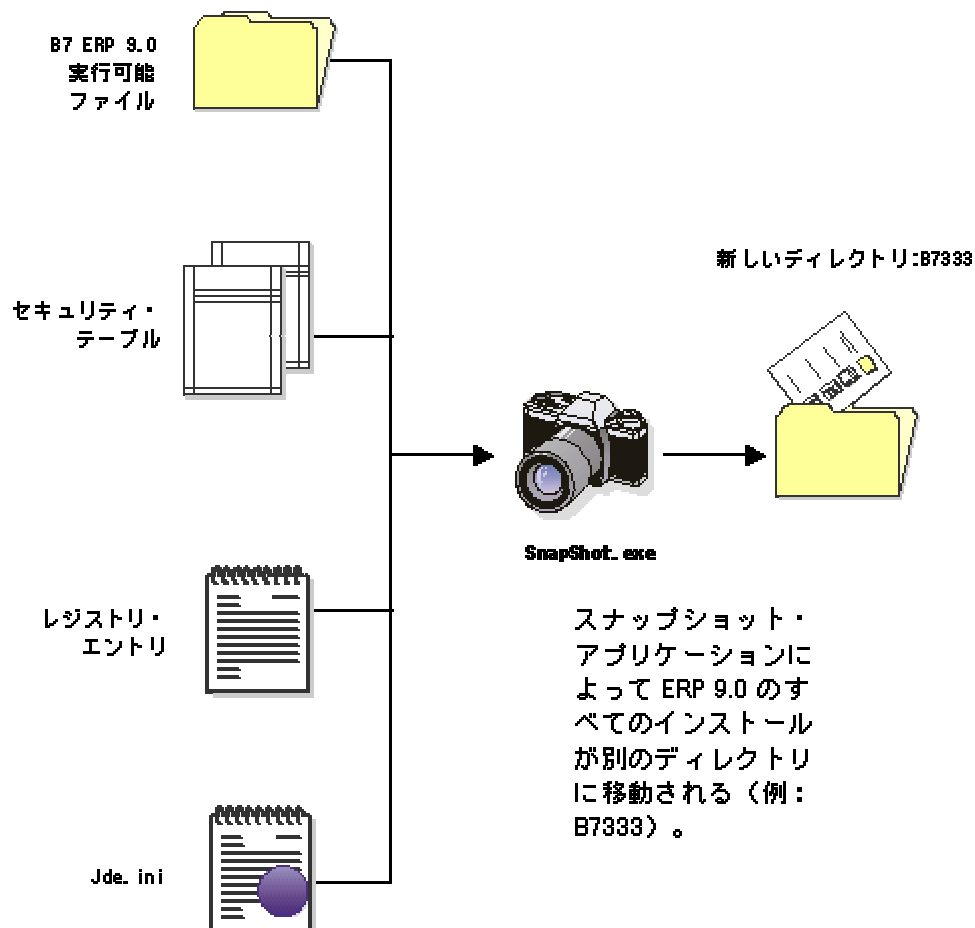 B7 ERP 9.0
実行可能
ファイル
セキュリティ・
テーブル
レジストリ・
エントリ
Jde.ini
SnapShot.exe
新しいディレクトリ:B7333
スナップショット・
アプリケーションに
よって ERP 9.0 のす
べてのインストール
が別のディレクトリ
に移動される（例：
B7333）。